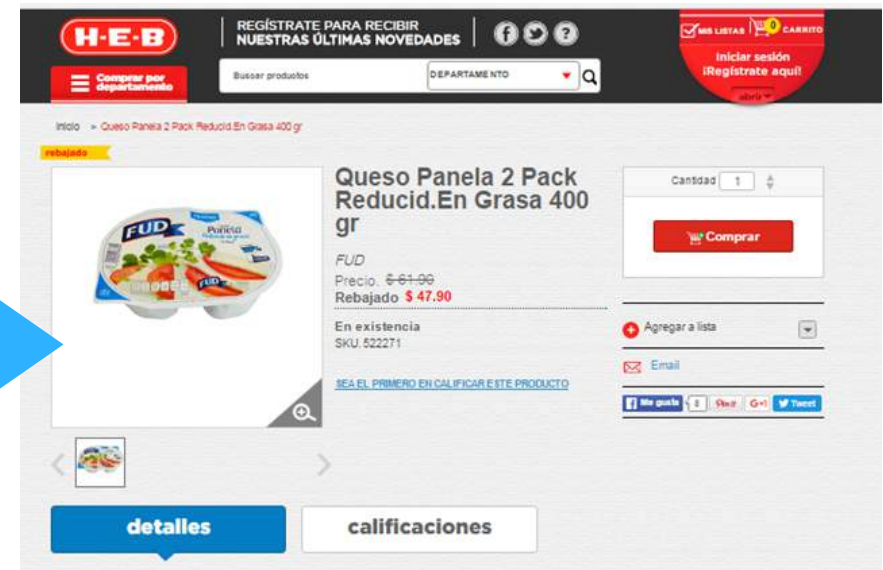 H-E-B
REGÍSTRATE PARA RECIBIR
NUESTRAS ÚLTIMAS NOVEDADES
f
?
MIS LISTAS
0
CARRITO
Iniciar sesión
¡Regístrate aquí!
abrir
Comprar por
departamento
Buscar productos
DEPARTAMENTO
Inicio » Queso Panela 2 Pack Reducid.En Grasa 400 gr
rebajado
FUD
Panela
FUD
Queso Panela 2 Pack
Reducid.En Grasa 400
gr
FUD
Precio. $ 61.90
Rebajado $ 47.90
En existencia
SKU. 522271
SEA EL PRIMERO EN CALIFICAR ESTE PRODUCTO
Cantidad 1
Comprar
Agregar a lista
Email
Me gusta 8 Pin it G+1 Tweet
detalles
calificaciones